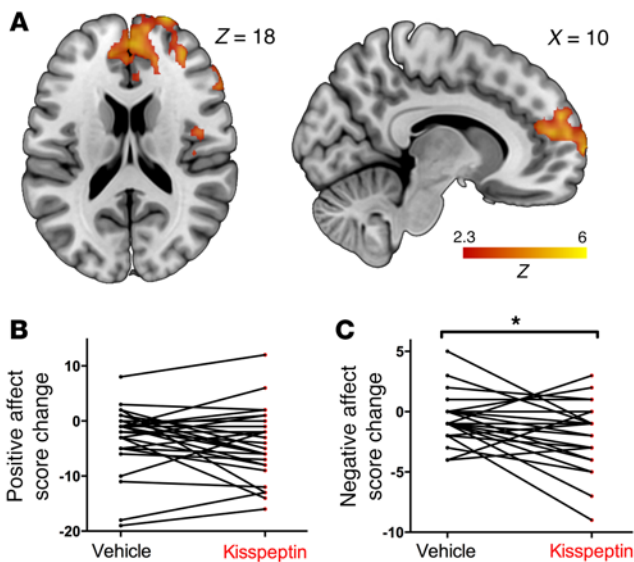 A
Z = 18
X = 10
2.3
6
Z
B
Positive affect
score change
10
0
-10
-20
Vehicle
Kisspeptin
C
*
Negative affect
score change
5
0
-5
-10
Vehicle
Kisspeptin